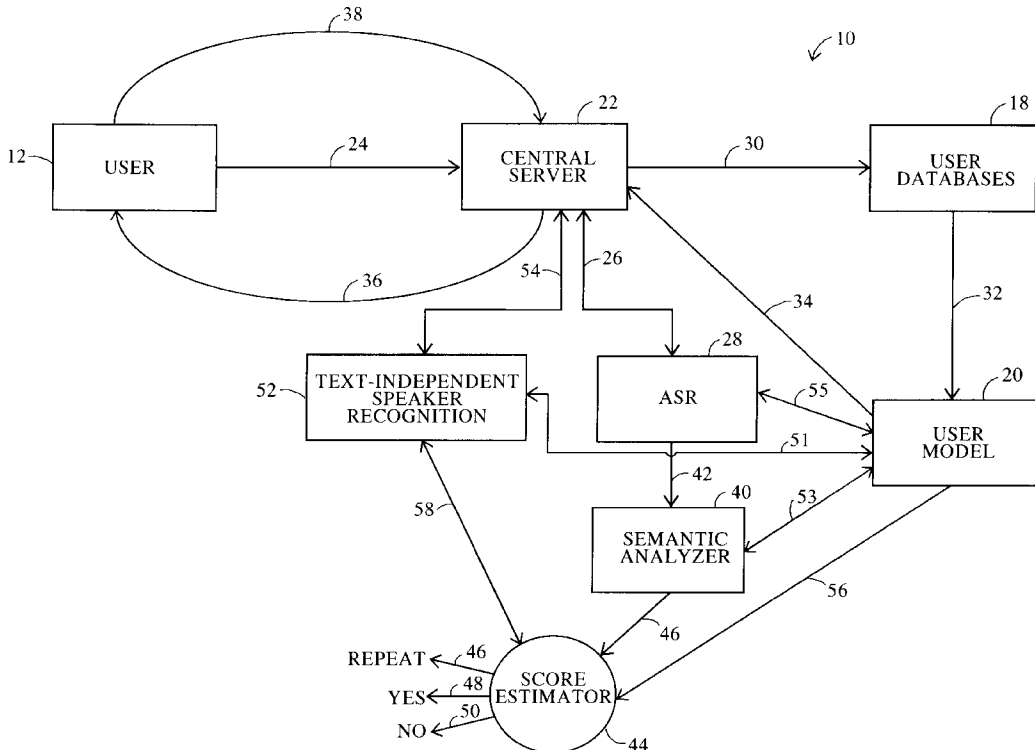 38
10
22
18
12
USER
24
CENTRAL
SERVER
30
USER
DATABASES
36
54
26
34
32
28
20
52
TEXT-INDEPENDENT
SPEAKER
RECOGNITION
ASR
55
USER
MODEL
51
42
40
53
58
SEMANTIC
ANALYZER
56
46
REPEAT
46
YES
48
NO
50
SCORE
ESTIMATOR
44